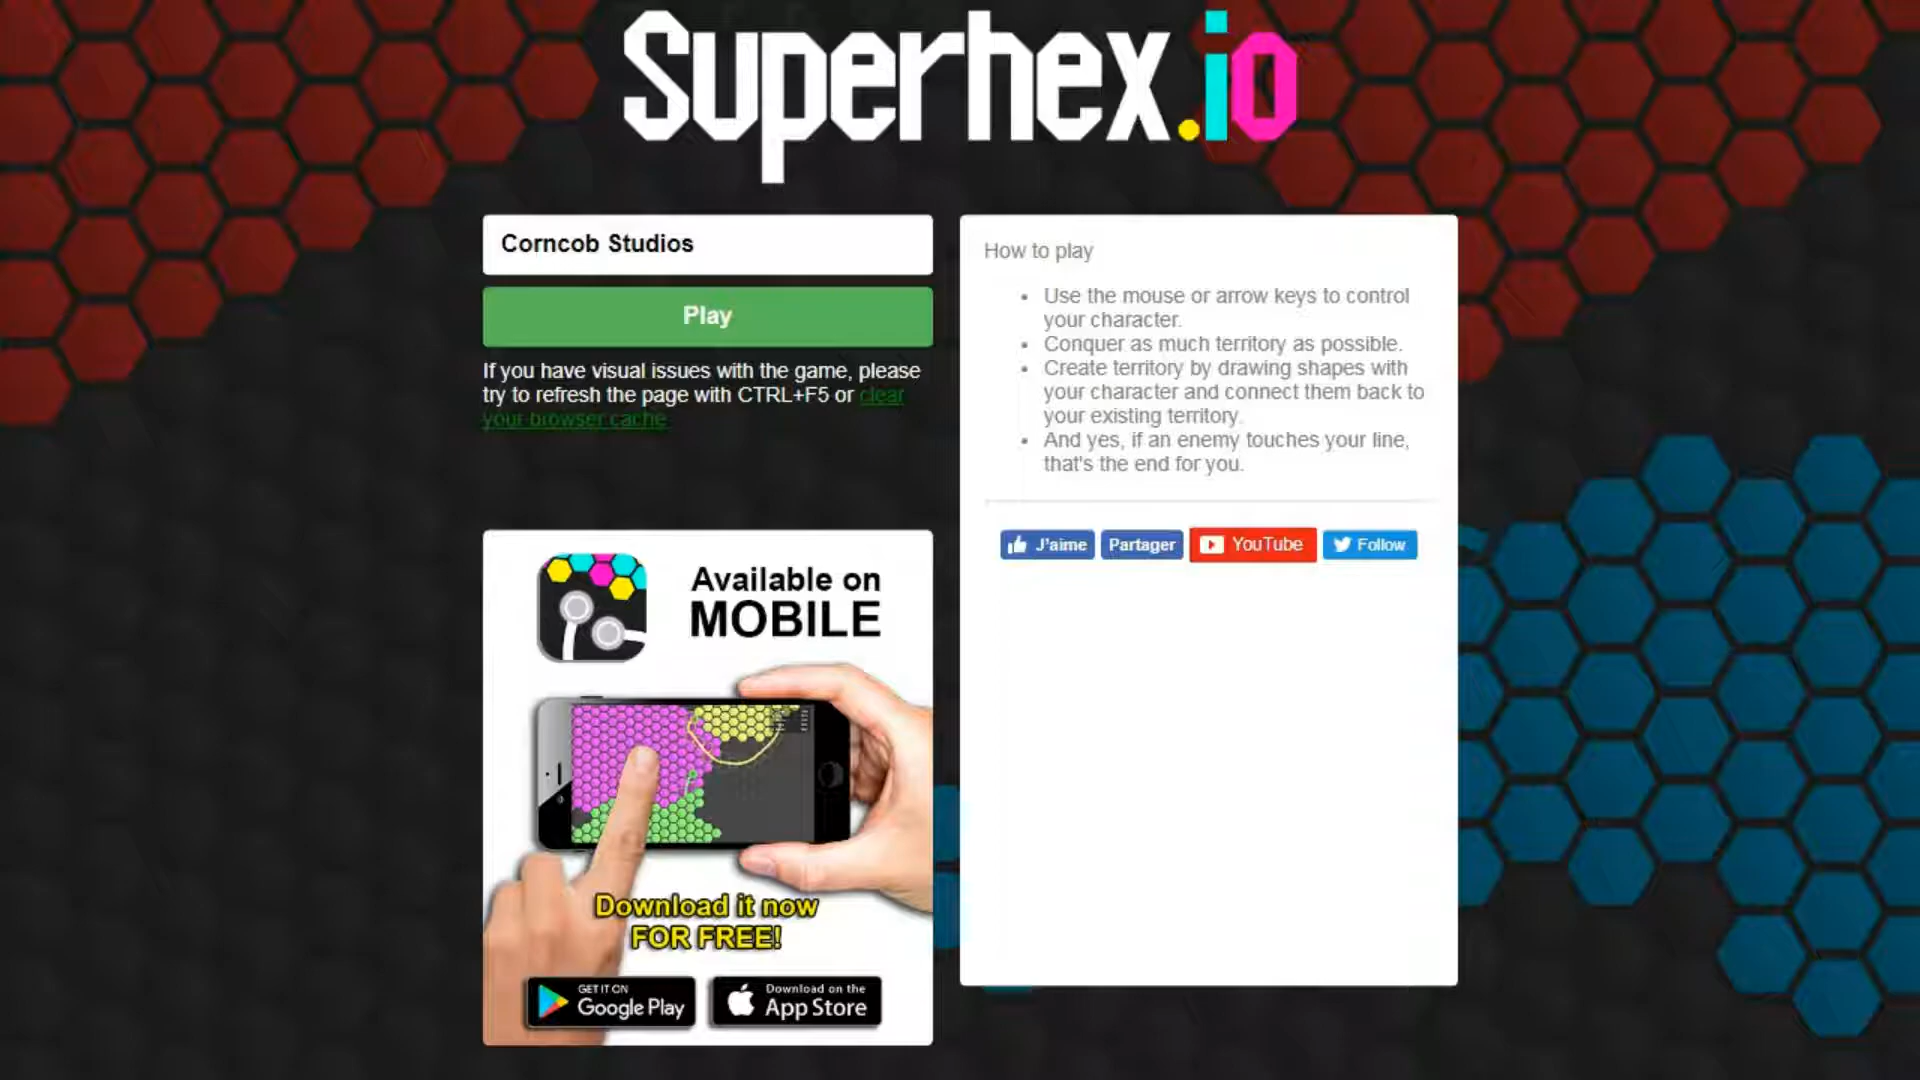 Superhex.io
Corncob Studios
Play
If you have visual issues with the game, please
try to refresh the page with CTRL+F5 or clear
your browser cache
Available on
MOBILE
Download it now
FOR FREE!
GET IT ON
Google Play
Download on the
App Store
How to play
Use the mouse or arrow keys to control
your character.
Conquer as much territory as possible.
Create territory by drawing shapes with
your character and connect them back to
your existing territory.
And yes, if an enemy touches your line,
that's the end for you.
J'aime
Partager
YouTube
Follow